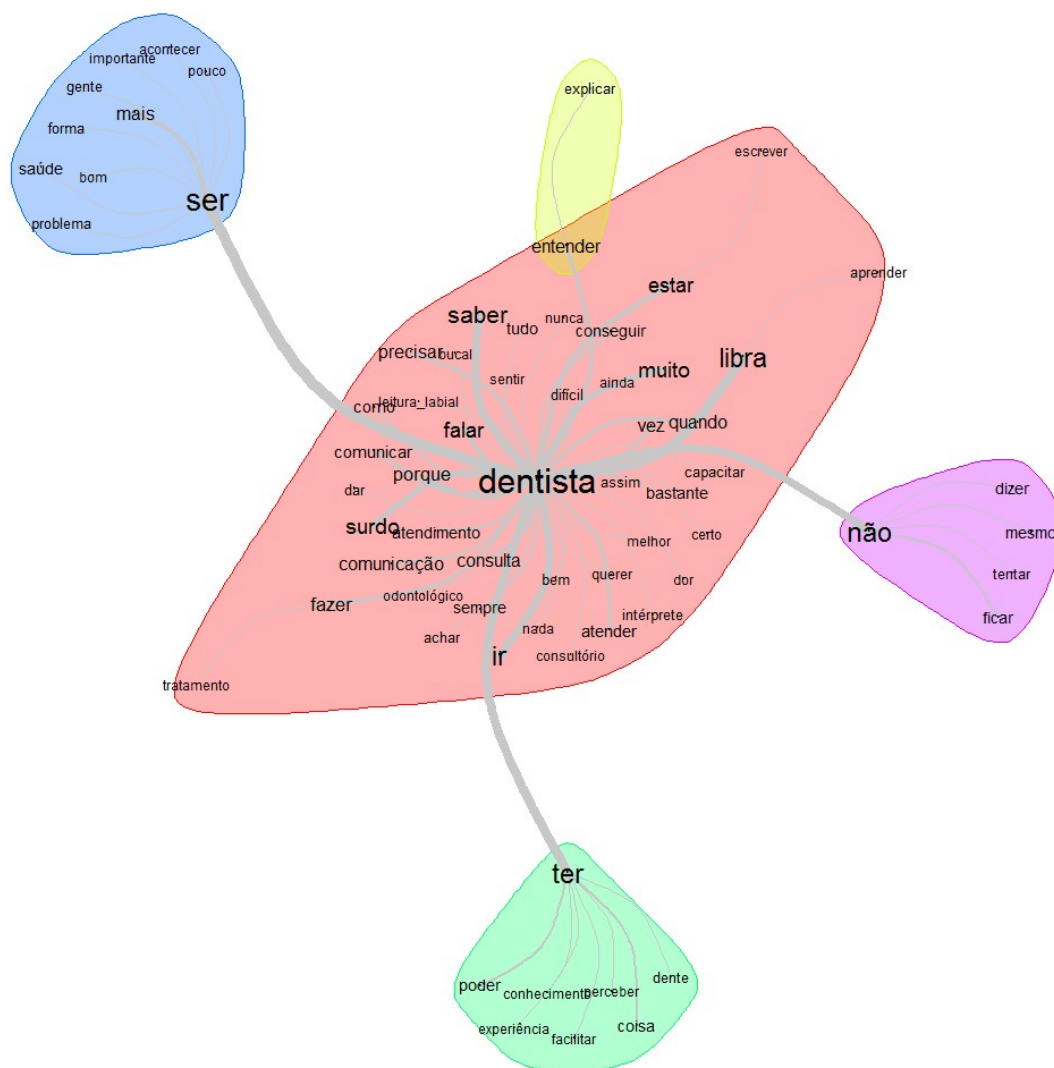 acontecer
importante
pouco
gente
mais
forma
saúde
bom
ser
problema
explicar
entender
escrever
aprender
estar
saber
nunca
tudo
conseguir
precisar
bucal
libra
muito
sentir
ainda
difícil
leitura_labial
como
falar
vez
quando
comunicar
porque
capacitar
dentista
assim
dar
bastante
surdo
atendimento
certo
melhor
comunicação
consulta
bem
querer
dor
odontológico
fazer
sempre
intérprete
achar
nada
atender
ir
consultório
tratamento
dizer
não
mesmo
tentar
ficar
ter
poder
dente
conhecimento
perceber
experiência
coisa
facilitar